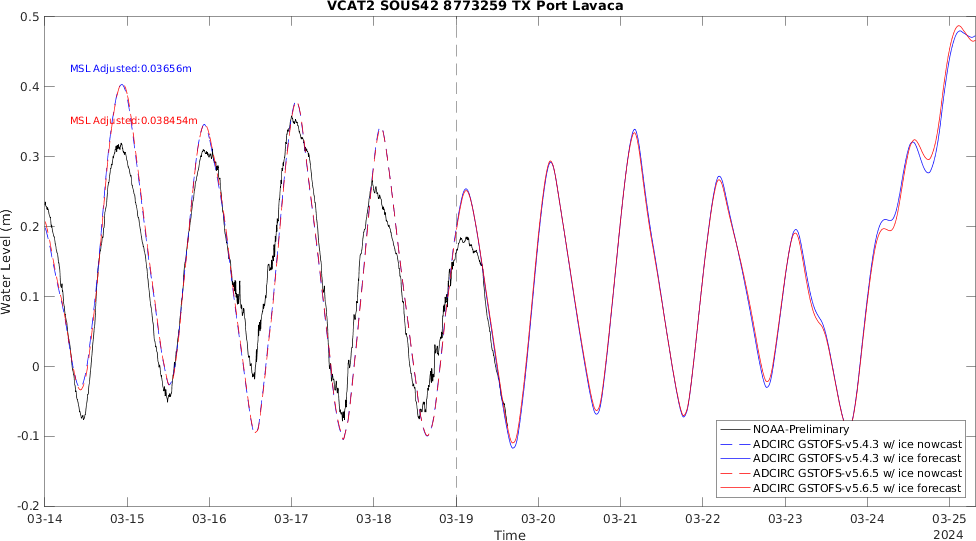 VCAT2 SOUS42 8773259 TX Port Lavaca
0.5
0.4
0.3
0.2
0.1
0
-0.1
-0.2
Water Level (m)
MSL Adjusted:0.03656m
MSL Adjusted:0.038454m
NOAA-Preliminary
ADCIRC GSTOFS-v5.4.3 w/ ice nowcast
ADCIRC GSTOFS-v5.4.3 w/ ice forecast
ADCIRC GSTOFS-v5.6.5 w/ ice nowcast
ADCIRC GSTOFS-v5.6.5 w/ ice forecast
03-14 03-15 03-16 03-17 03-18 03-19 03-20 03-21 03-22 03-23 03-24 03-25
2024
Time